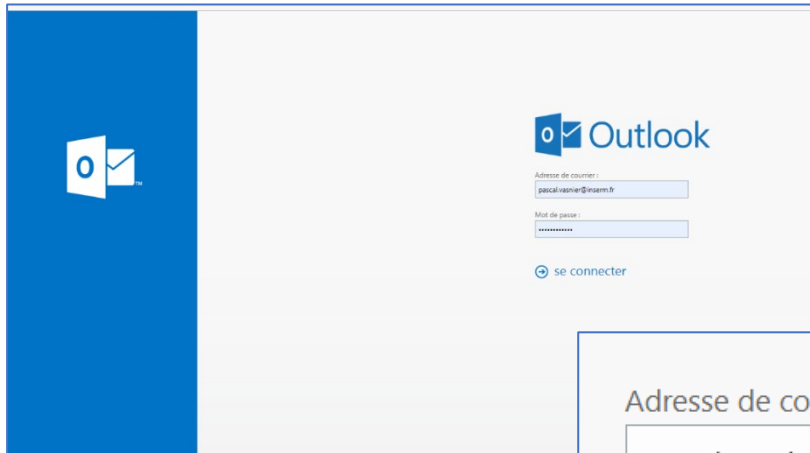 Outlook
Adresse de courrier :
pascal.vasnier@inserm.fr
Mot de passe :
se connecter
Adresse de co